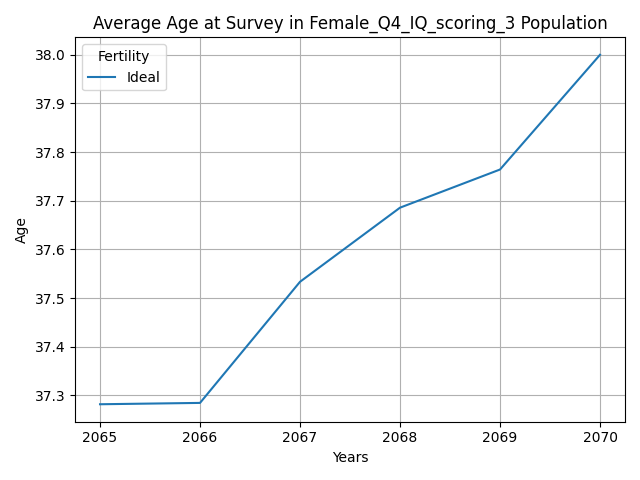 Average Age at Survey in Female_Q4_IQ_scoring_3 Population
Fertility
Ideal
38.0
37.9
37.8
37.7
37.6
37.5
37.4
37.3
Age
2065 2066 2067 2068 2069 2070
Years